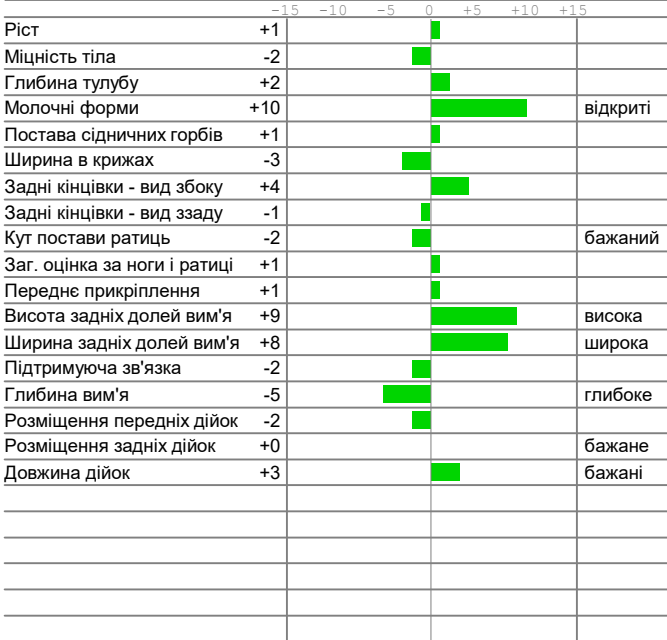 -15 -10 -5 0 +5 +10 +15
Ріст +1
Міцність тіла -2
Глибина тулубу +2
Молочні форми +10 відкриті
Постава сідничних горбів +1
Ширина в крижах -3
Задні кінцівки - вид збоку +4
Задні кінцівки - вид ззаду -1
Кут постави ратиць -2 бажаний
Заг. оцінка за ноги і ратиці +1
Переднє прикріплення +1
Висота задніх долей вим'я +9 висока
Ширина задніх долей вим'я +8 широка
Підтримуюча зв'язка -2
Глибина вим'я -5 глибоке
Розміщення передніх дійок -2
Розміщення задніх дійок +0 бажане
Довжина дійок +3 бажані